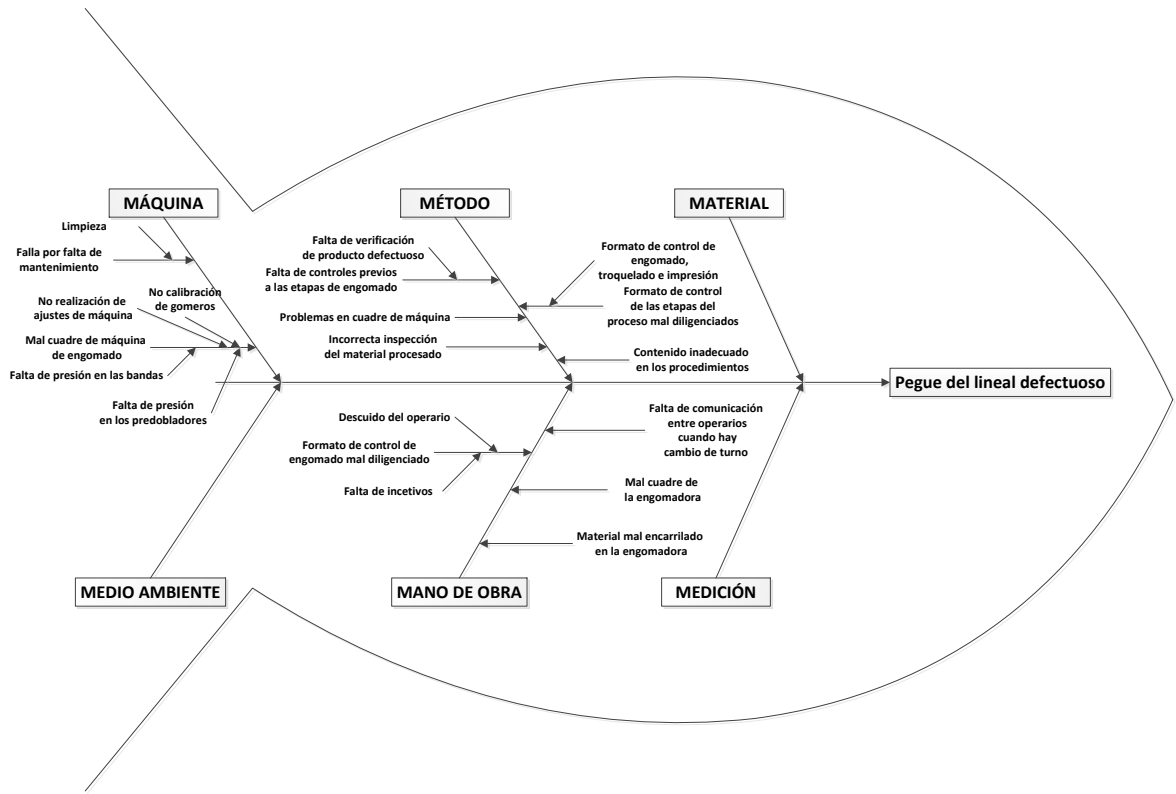 MÁQUINA
MÉTODO
MATERIAL
Limpieza
Falla por falta de
mantenimiento
No calibración
de gomeros
No realización de
ajustes de máquina
Mal cuadre de máquina
de engomado
Falta de presión en las bandas
Falta de presión
en los predobladores
Falta de verificación
de producto defectuoso
Falta de controles previos
a las etapas de engomado
Problemas en cuadre de máquina
Incorrecta inspección
del material procesado
Formato de control de
engomado,
troquelado e impresión
Formato de control
de las etapas del
proceso mal diligenciados
Contenido inadecuado
en los procedimientos
Pegue del lineal defectuoso
Descuido del operario
Formato de control de
engomado mal diligenciado
Falta de incetivos
Falta de comunicación
entre operarios
cuando hay
cambio de turno
Mal cuadre de
la engomadora
Material mal encarrilado
en la engomadora
MEDIO AMBIENTE
MANO DE OBRA
MEDICIÓN